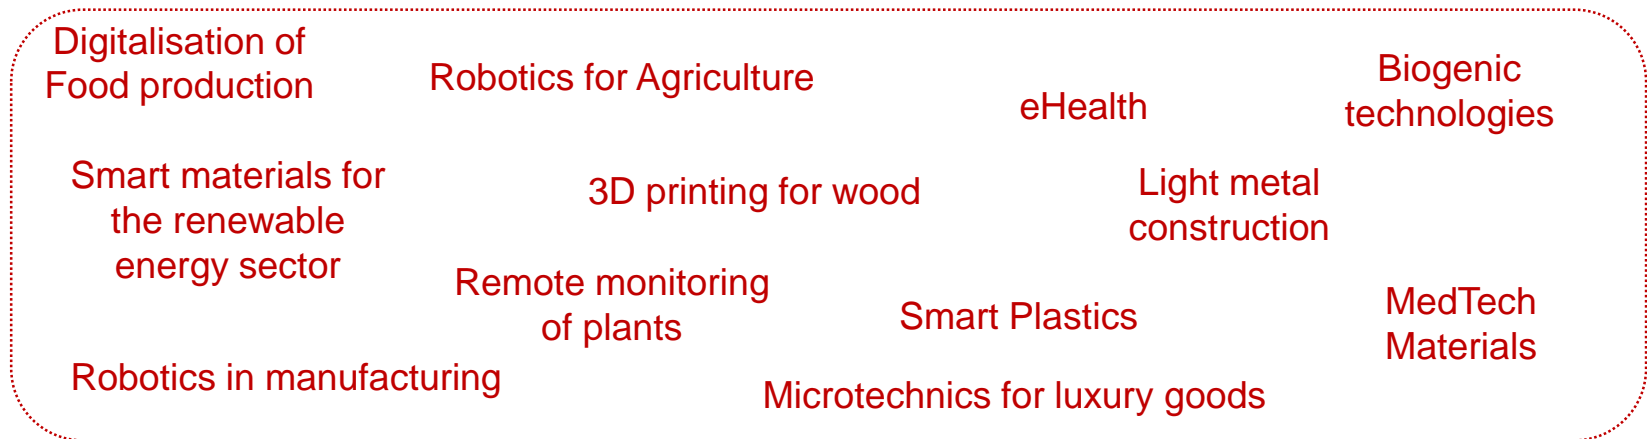 Digitalisation of
Food production
Robotics for Agriculture
eHealth
Biogenic
technologies
Smart materials for
the renewable
energy sector
3D printing for wood
Light metal
construction
Remote monitoring
of plants
Smart Plastics
MedTech
Materials
Robotics in manufacturing
Microtechnics for luxury goods